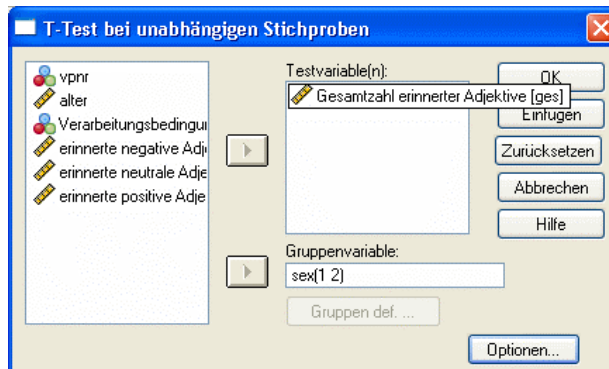 T-Test bei unabhängigen Stichproben
vpnr
alter
Verarbeitungsbedingun
erinnerte negative Adj
erinnerte neutrale Adje
erinnerte positive Adje
Testvariable(n):
Gesamtzahl erinnerter Adjektive [ges]
Gruppenvariable:
sex(1 2)
Gruppen def. ...
OK
Einfügen
Zurücksetzen
Abbrechen
Hilfe
Optionen...